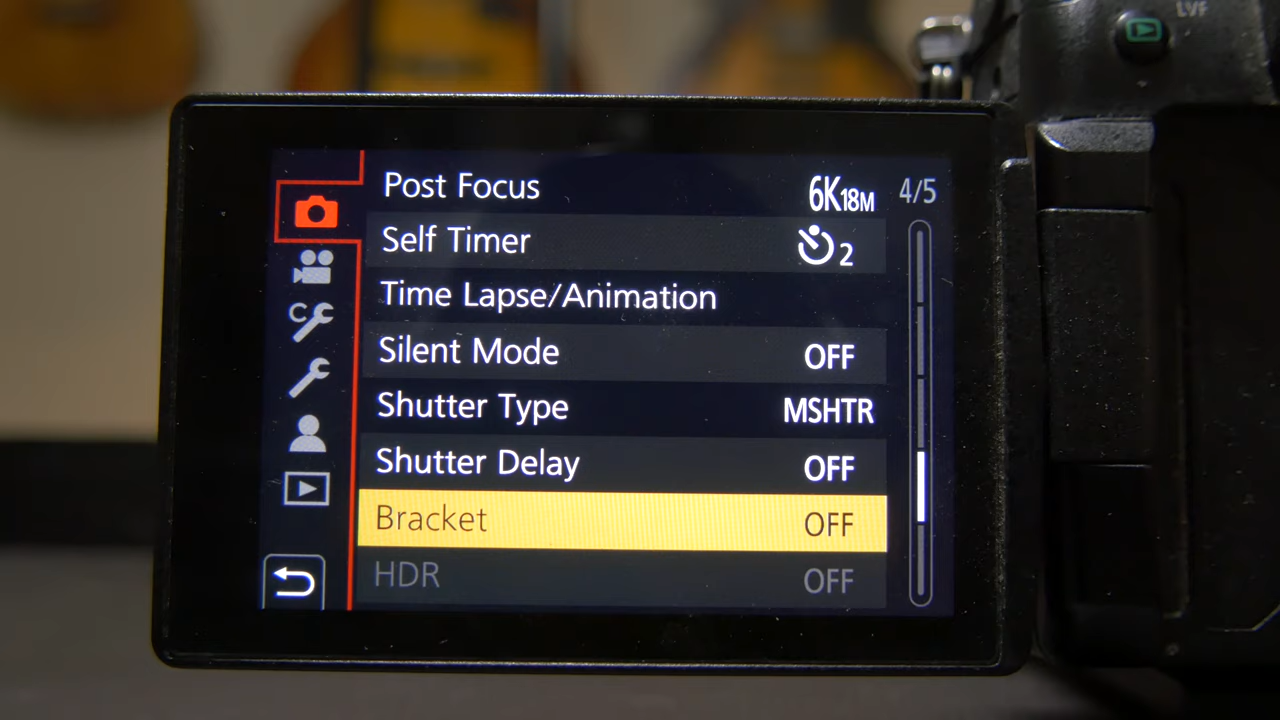 LVF
Post Focus 6K18M 4/5
Self Timer 2
Time Lapse/Animation
C
Silent Mode OFF
Shutter Type MSHTR
Shutter Delay OFF
Bracket OFF
HDR OFF